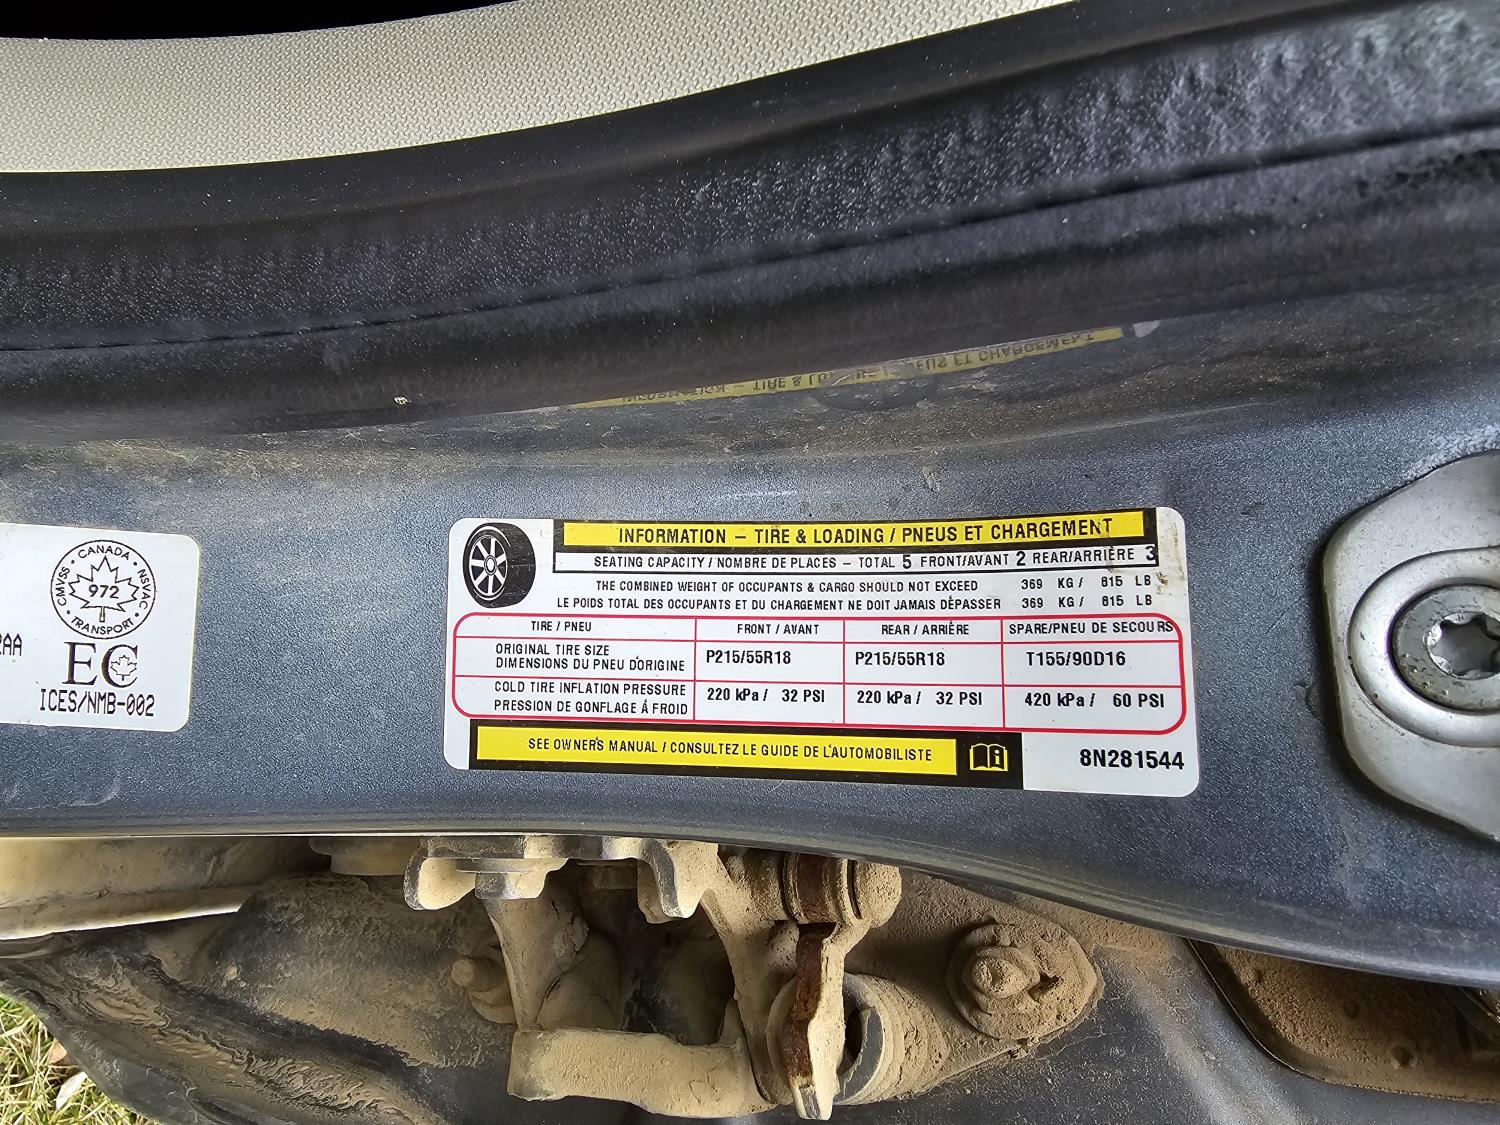 CANADA
CMVSS
NSVAC
972
TRANSPORT
EC
ICES/NMB-002
INFORMATION – TIRE & LOADING / PNEUS ET CHARGEMENT
SEATING CAPACITY / NOMBRE DE PLACES – TOTAL 5 FRONT/AVANT 2 REAR/ARRIÈRE 3
THE COMBINED WEIGHT OF OCCUPANTS & CARGO SHOULD NOT EXCEED 369 KG / 815 LB
LE POIDS TOTAL DES OCCUPANTS ET DU CHARGEMENT NE DOIT JAMAIS DÉPASSER 369 KG / 815 LB
TIRE / PNEU FRONT / AVANT REAR / ARRIÈRE SPARE/PNEU DE SECOURS
ORIGINAL TIRE SIZE
DIMENSIONS DU PNEU D'ORIGINE P215/55R18 P215/55R18 T155/90D16
COLD TIRE INFLATION PRESSURE
PRESSION DE GONFLAGE À FROID 220 kPa / 32 PSI 220 kPa / 32 PSI 420 kPa / 60 PSI
SEE OWNER'S MANUAL / CONSULTEZ LE GUIDE DE L'AUTOMOBILISTE
8N281544